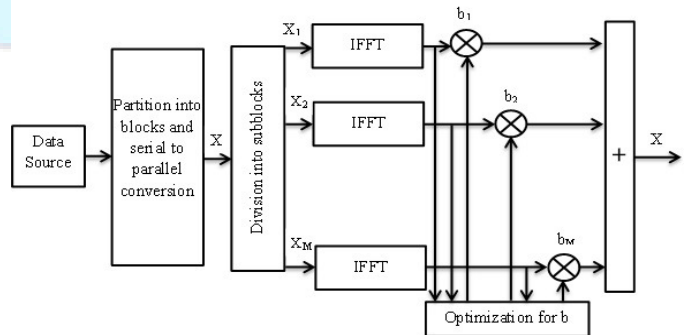 Data
Source
Partition into
blocks and
serial to
parallel
conversion
X
Division into subblocks
X1
IFFT
b1
X2
IFFT
b2
XM
IFFT
bM
Optimization for b
+
X